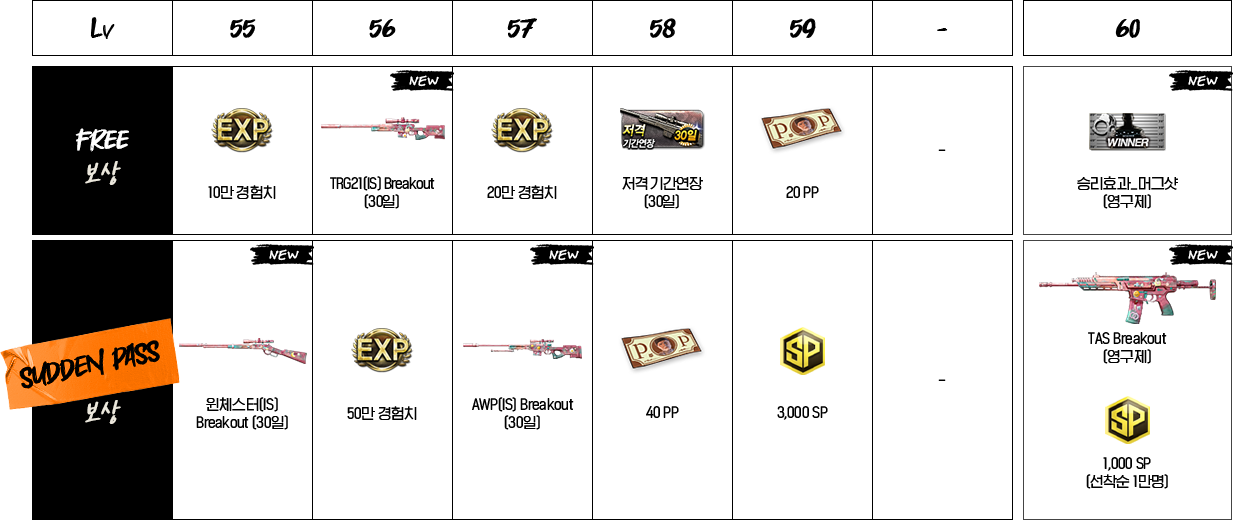 Lv 55 56 57 58 59 - 60
FREE
보상
EXP
10만 경험치
NEW
TRG21(IS) Breakout
(30일)
EXP
20만 경험치
저격 30일
기간연장
저격 기간연장
(30일)
P P
20 PP
-
NEW
WINNER
승리효과_머그샷
(영구제)
SUDDEN PASS
보상
NEW
윈체스터(IS)
Breakout (30일)
EXP
50만 경험치
NEW
AWP(IS) Breakout
(30일)
P P
40 PP
SP
3,000 SP
-
NEW
TAS Breakout
(영구제)
SP
1,000 SP
(선착순 1만명)